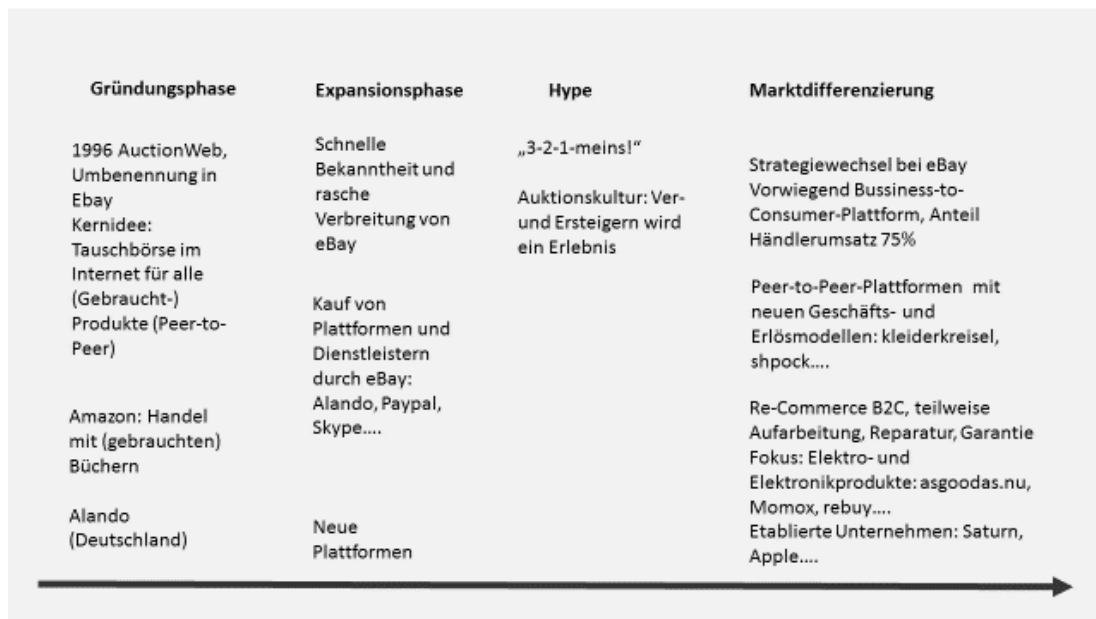 Gründungsphase
1996 AuctionWeb,
Umbenennung in
Ebay
Kernidee:
Tauschbörse im
Internet für alle
(Gebraucht-)
Produkte (Peer-to-
Peer)
Amazon: Handel
mit (gebrauchten)
Büchern
Alando
(Deutschland)
Expansionsphase
Schnelle
Bekanntheit und
rasche
Verbreitung von
eBay
Kauf von
Plattformen und
Dienstleistern
durch eBay:
Alando, Paypal,
Skype....
Neue
Plattformen
Hype
„3-2-1-meins!“
Auktionskultur: Ver-
und Ersteigern wird
ein Erlebnis
Marktdifferenzierung
Strategiewechsel bei eBay
Vorwiegend Bussiness-to-
Consumer-Plattform, Anteil
Händlerumsatz 75%
Peer-to-Peer-Plattformen mit
neuen Geschäfts- und
Erlösmodellen: kleiderkreisel,
shpock....
Re-Commerce B2C, teilweise
Aufarbeitung, Reparatur, Garantie
Fokus: Elektro- und
Elektronikprodukte: asgoodas.nu,
Momox, rebuy....
Etablierte Unternehmen: Saturn,
Apple....